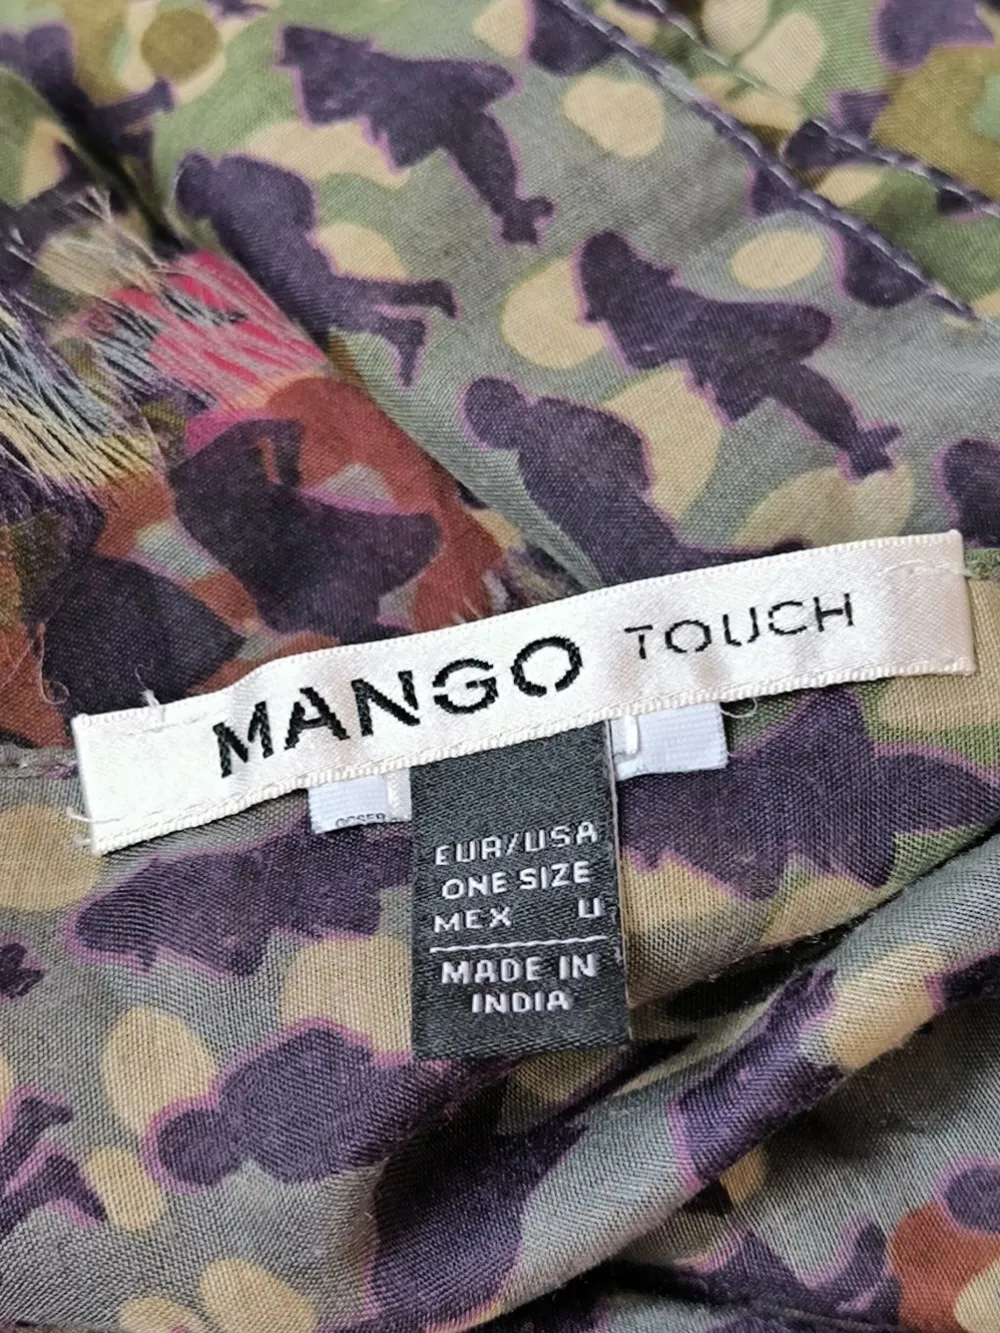 MANGO TOUCH
EUR/USA
ONE SIZE
MEX U
MADE IN
INDIA